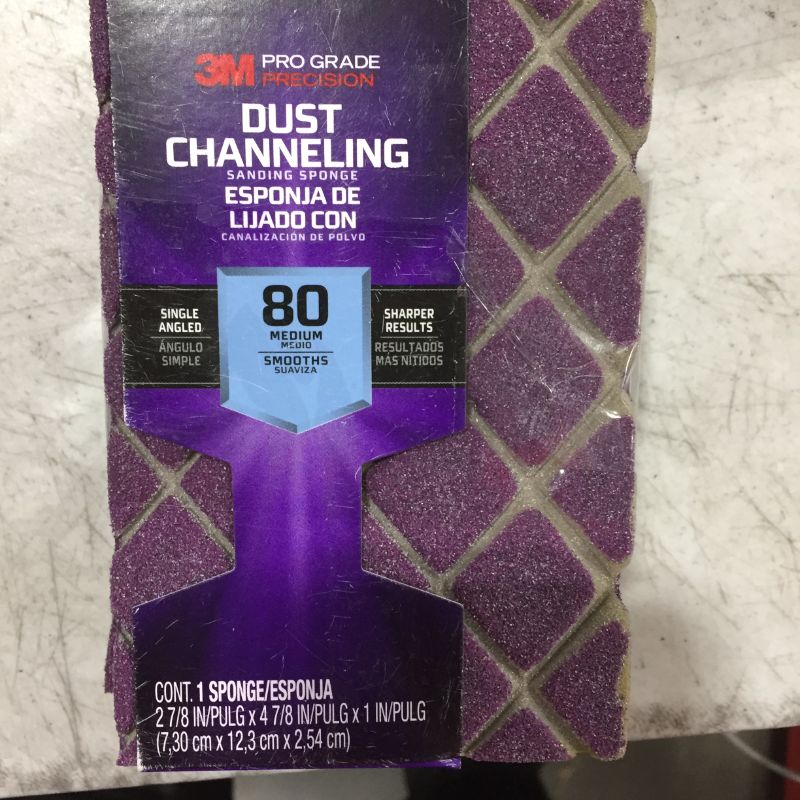 3M PRO GRADE
PRECISION
DUST
CHANNELING
SANDING SPONGE
ESPONJA DE
LIJADO CON
CANALIZACIÓN DE POLVO
SINGLE
ANGLED
ÁNGULO
SIMPLE
80
MEDIUM
MEDIO
SMOOTHS
SUAVIZA
SHARPER
RESULTS
RESULTADOS
MÁS NÍTIDOS
CONT. 1 SPONGE/ESPONJA
2 7/8 IN/PULG x 4 7/8 IN/PULG x 1 IN/PULG
(7,30 cm x 12,3 cm x 2,54 cm)